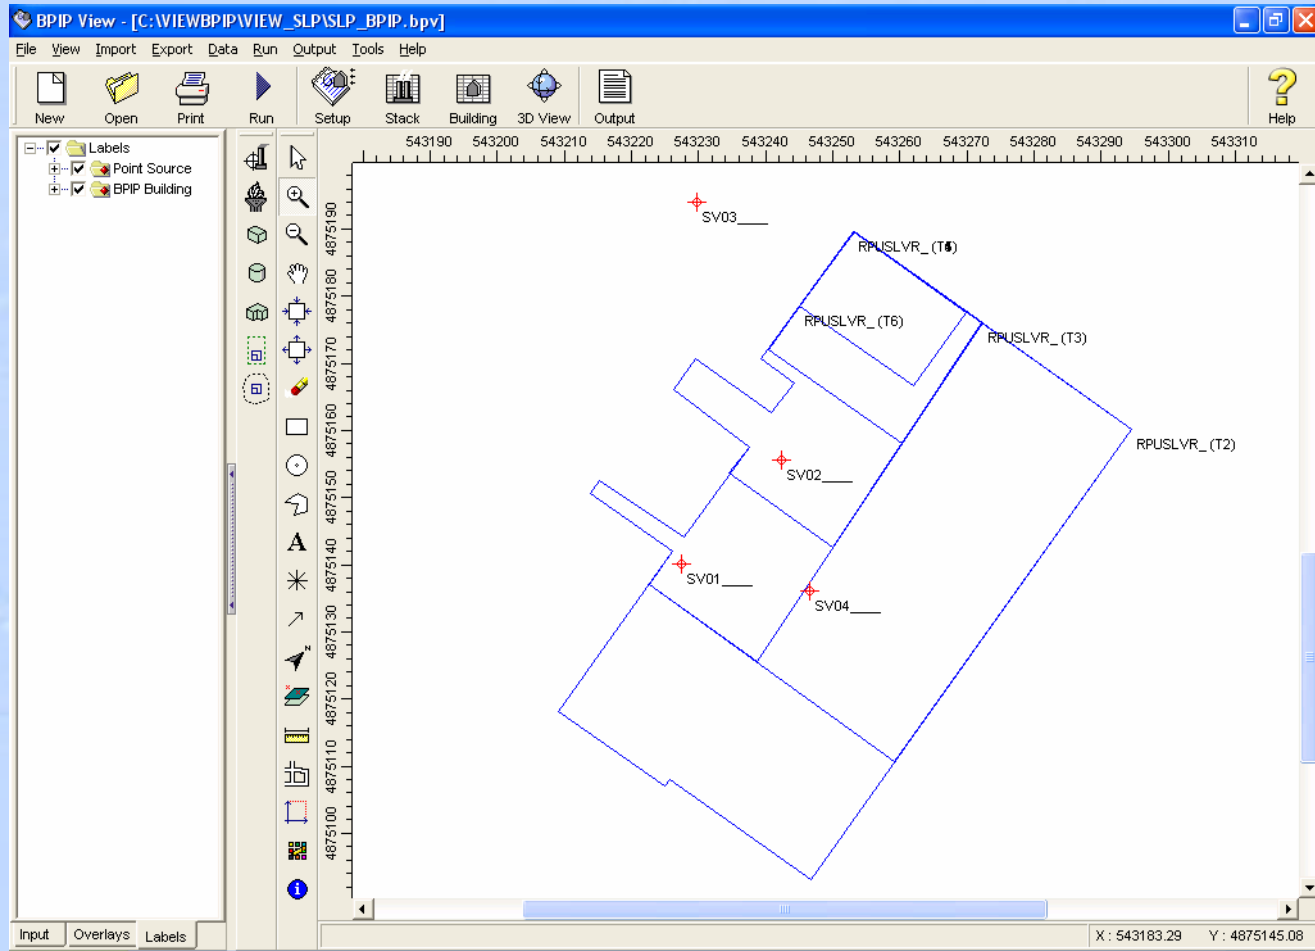 BPIP View - [C:\VIEWBPIP\VIEW_SLP\SLP_BPIP.bpv]
File View Import Export Data Run Output Tools Help
New Open Print Run Setup Stack Building 3D View Output Help
Labels
Point Source
BPIP Building
543190 543200 543210 543220 543230 543240 543250 543260 543270 543280 543290 543300 543310
4875190
4875180
4875170
4875160
4875150
4875140
4875130
4875120
4875110
4875100
A
N
SV03____
RPUSLVR_(T6)
RPUSLVR_(T3)
RPUSLVR_(T2)
SV02____
SV01____
SV04____
Input Overlays Labels
X : 543183.29 Y : 4875145.08